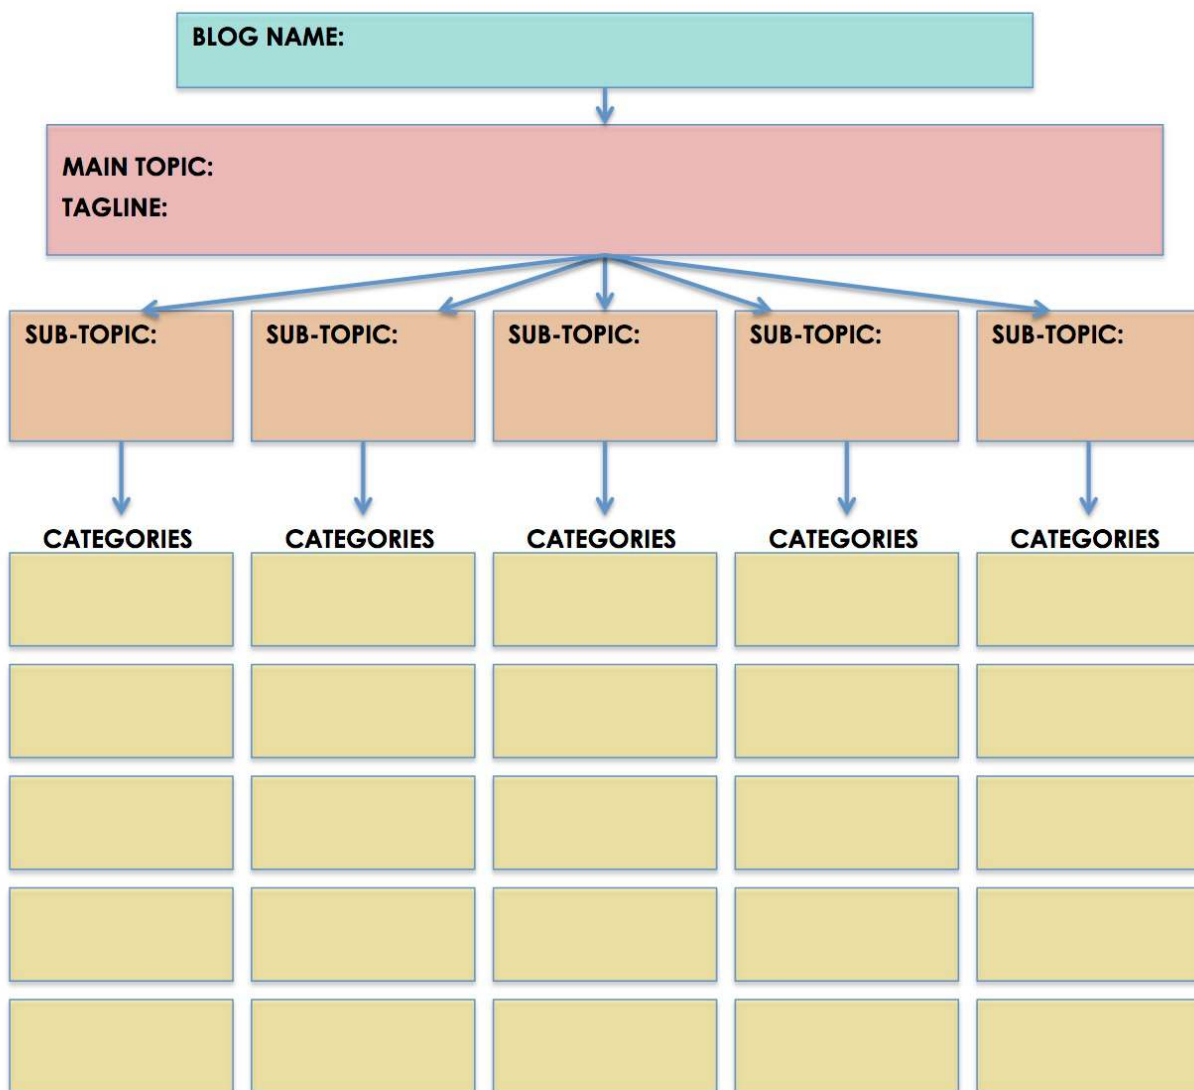 BLOG NAME:
MAIN TOPIC:
TAGLINE:
SUB-TOPIC: SUB-TOPIC: SUB-TOPIC: SUB-TOPIC: SUB-TOPIC:
CATEGORIES CATEGORIES CATEGORIES CATEGORIES CATEGORIES